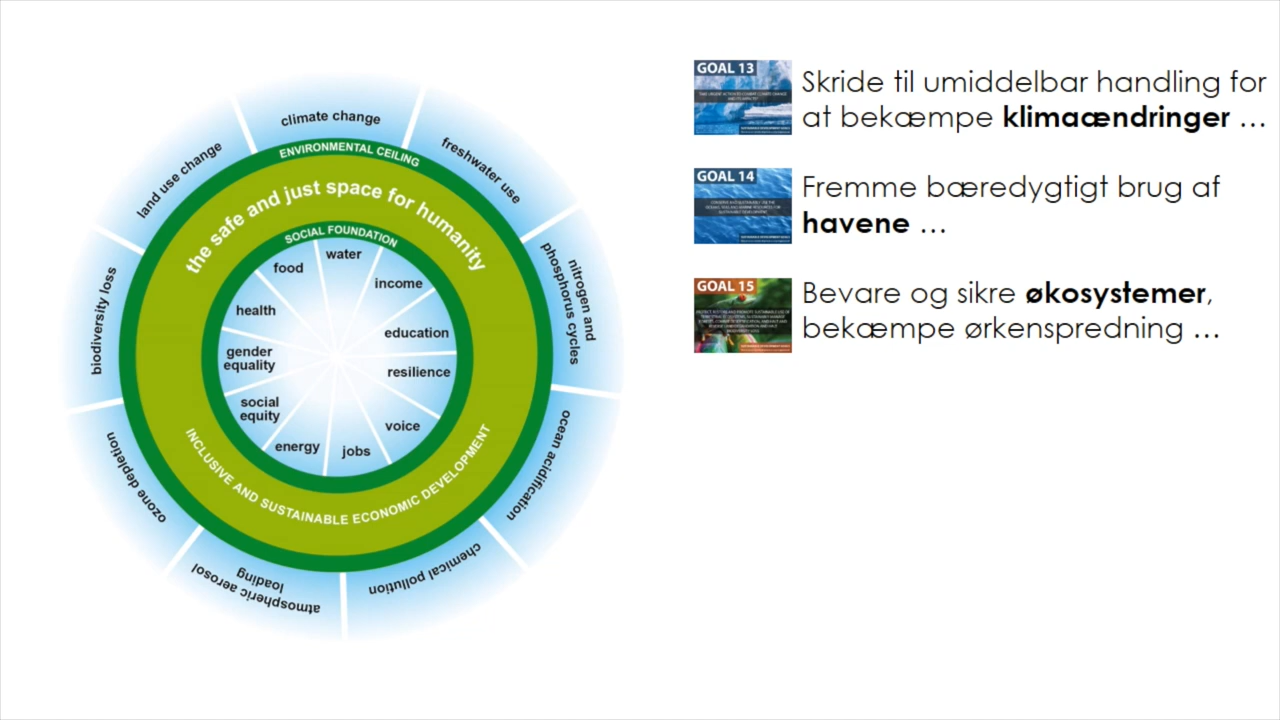 climate change
freshwater use
nitrogen and
phosphorus cycles
ocean acidification
chemical pollution
atmospheric aerosol
loading
ozone depletion
biodiversity loss
land use change
ENVIRONMENTAL CEILING
the safe and just space for humanity
SOCIAL FOUNDATION
water
income
education
resilience
voice
jobs
energy
social
equity
gender
equality
health
food
INCLUSIVE AND SUSTAINABLE ECONOMIC DEVELOPMENT
GOAL 13
Skride til umiddelbar handling for
at bekæmpe klimaændringer ...
GOAL 14
Fremme bæredygtigt brug af
havene ...
GOAL 15
Bevare og sikre økosystemer,
bekæmpe ørkenspredning ...